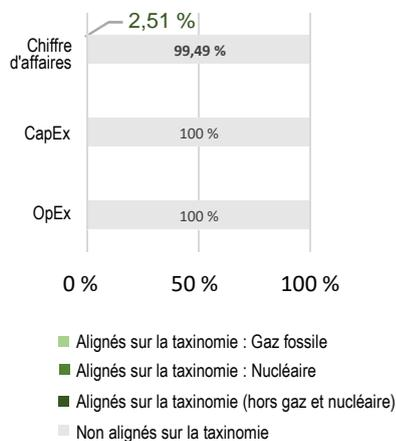 2,51 %
Chiffre
d'affaires
99,49 %
CapEx
100 %
OpEx
100 %
0 %
50 %
100 %
Alignés sur la taxinomie : Gaz fossile
Alignés sur la taxinomie : Nucléaire
Alignés sur la taxinomie (hors gaz et nucléaire)
Non alignés sur la taxinomie